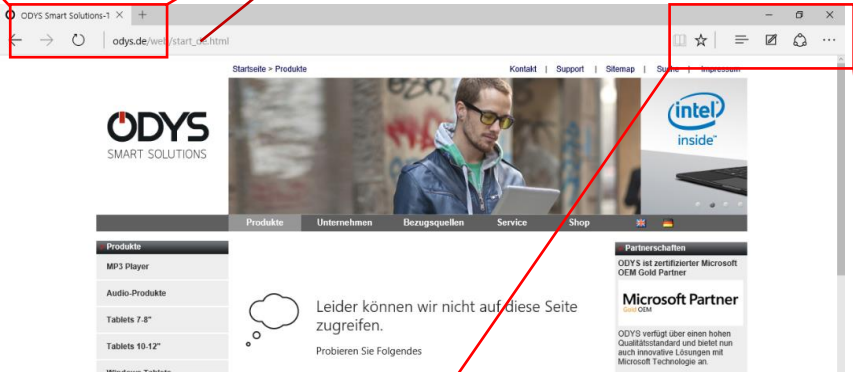 ODYS Smart Solutions-T
odys.de/web/start_de.html
Startseite > Produkte
Kontakt | Support | Sitemap | Suche | Impressum
ODYS
SMART SOLUTIONS
intel
inside™
Produkte Unternehmen Bezugsquellen Service Shop
Produkte
MP3 Player
Audio-Produkte
Tablets 7-8"
Tablets 10-12"
Windows Tablets
Leider können wir nicht auf diese Seite
zugreifen.
Probieren Sie Folgendes
Partnerschaften
ODYS ist zertifizierter Microsoft
OEM Gold Partner
Microsoft Partner
Gold OEM
ODYS verfügt über einen hohen
Qualitätsstandard und bietet nun
auch innovative Lösungen mit
Microsoft Technologie an.